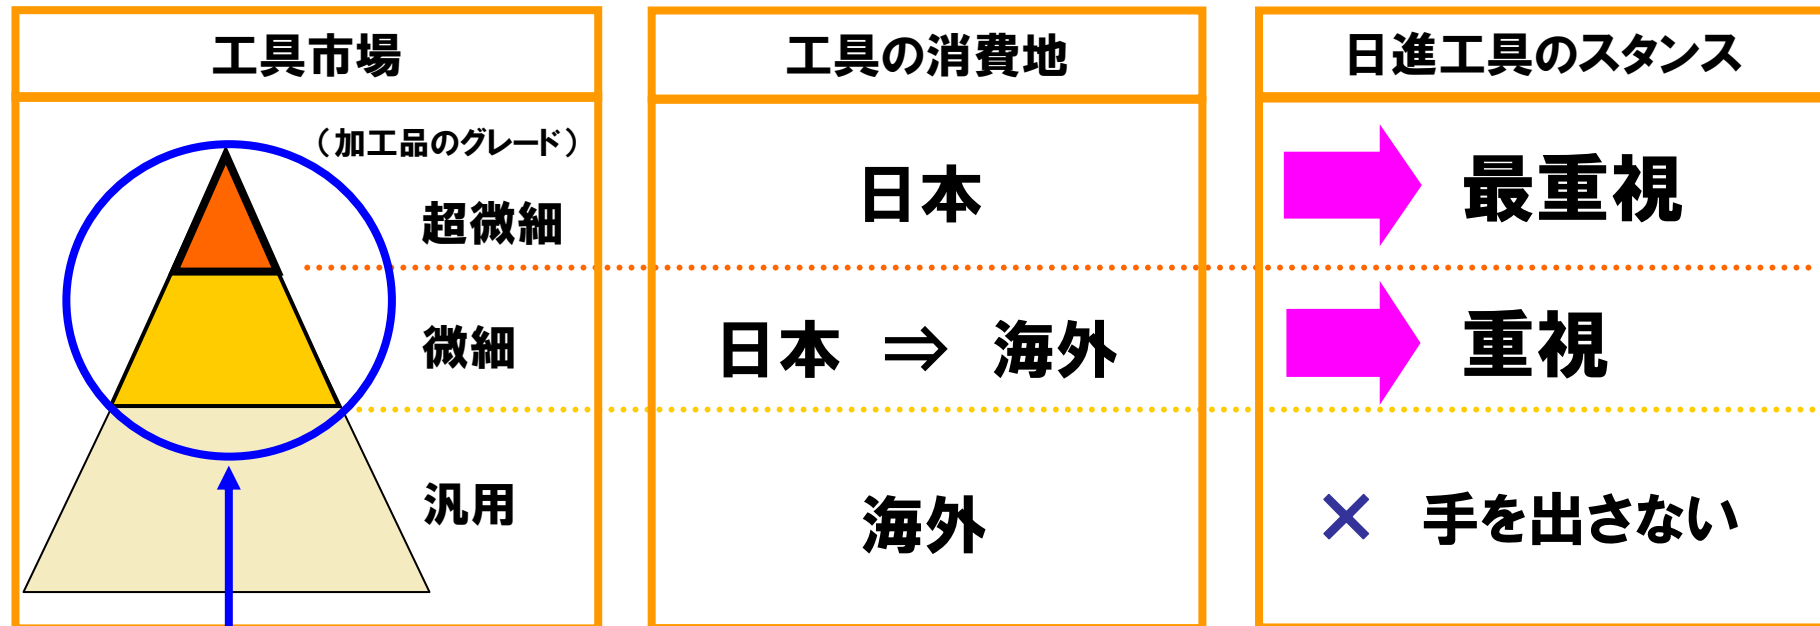 工具市場
工具の消費地
日進工具のスタンス
（加工品のグレード）
超微細
日本
最重視
微細
日本 ⇒ 海外
重視
汎用
海外
× 手を出さない